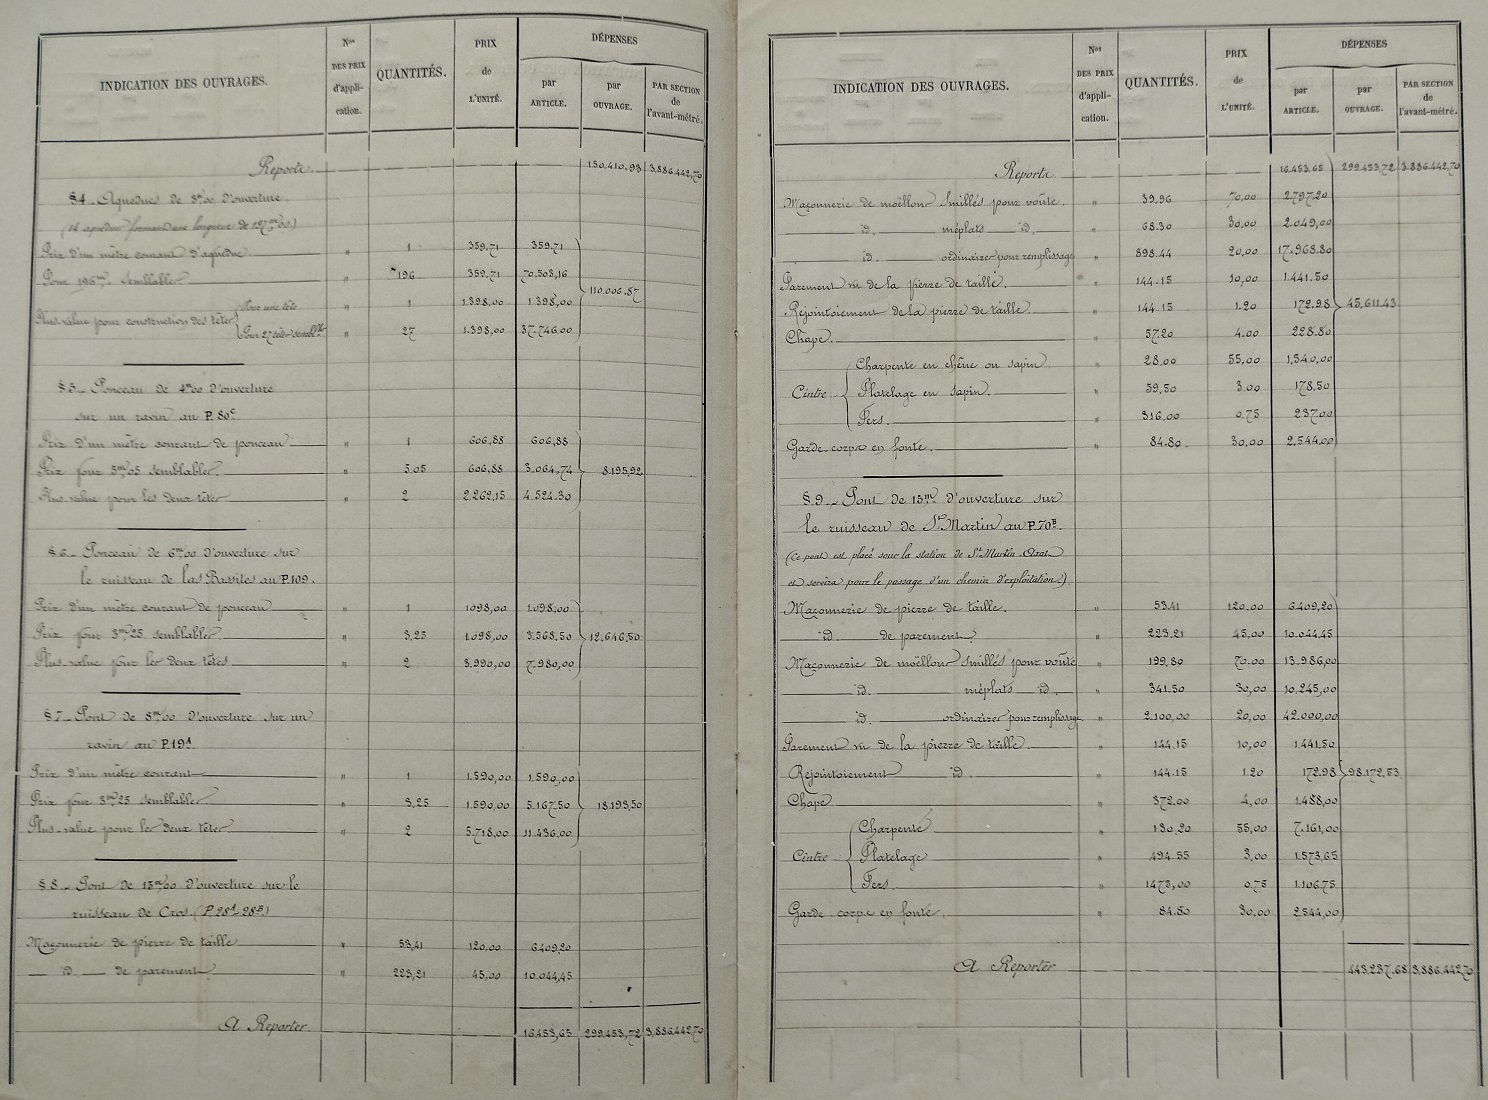 INDICATION DES OUVRAGES. Nos DES PRIX d'appli-cation. QUANTITÉS. PRIX de L'UNITÉ. DÉPENSES par ARTICLE. par OUVRAGE. PAR SECTION de l'avant-métré.
Reports 150.410,93 3,886.442,70
§ 4 _ Aqueducs de 3m00 d'ouverture
(14 aqueducs formant une longueur de 197m00)
Prix d'un mètre courant d'aqueduc " 1 359,71 359,71
Pour 196m semblables " 196 359,71 70.503,16
110.006.87
Plus value pour construction des têtes
Pour une tête " 1 1.398,00 1.398,00
Pour 27 têtes sembles " 27 1.398,00 37.746.00
§ 5 _ Ponceau de 4m00 d'ouverture
sur un ravin au P. 80c
Prix d'un mètre courant de ponceau " 1 606,88 606,88
Prix pour 5m05 semblables " 5.05 606,88 3.064,74 8.195,92
Plus value pour les deux têtes " 2 2.262,15 4.524.30
§ 6 _ Ponceau de 6m00 d'ouverture sur
le ruisseau de las Bassites au P.109.
Prix d'un mètre courant de ponceau " 1 1098,00 1.098,00
Prix pour 3m25 semblables " 3,25 1.098,00 3.568,50 12.646,50
Plus-value pour les deux têtes " 2 3.990,00 7.980,00
§ 7 _ Pont de 8m00 d'ouverture sur un
ravin au P.19A
Prix d'un mètre courant " 1 1.590,00 1.590,00
Prix pour 3m25 semblables " 3,25 1.590,00 5.167,50 18.193,50
Plus-value pour les deux têtes " 2 5.718,00 11.436,00
§ 8 _ Pont de 15m00 d'ouverture sur le
ruisseau de Cros. (P. 28A 28B)
Maçonnerie de pierre de taille " 53,41 120,00 6.409,20
_ id. _ de parement " 223,21 45,00 10.044,45
A Reporter 16.453,65 299.453,72 3,886.442,70
INDICATION DES OUVRAGES. Nos DES PRIX d'appli-cation. QUANTITÉS. PRIX de L'UNITÉ. DÉPENSES par ARTICLE. par OUVRAGE. PAR SECTION de l'avant-métré.
Reports 16.453,65 299.453,72 3,886.442,70
Maçonnerie de moëllons smillés pour voûte. " 39.96 70,00 2.797.20
id. méplats id. " 68.30 30.00 2.049,00
id. ordinaires pour remplissage " 898.44 20,00 17.968.80
Parement vu de la pierre de taille. " 144.15 10,00 1.441.50
Rejointoiement de la pierre de taille. " 144.15 1.20 172.98 45,611.43
Chape. " 57.20 4.00 228.80
Charpente en chêne ou sapin " 28.00 55,00 1,540,00
Cintre Platelage en sapin. " 59,50 3.00 178.50
Fers. " 316.00 0.75 237.00
Garde-corps en fonte. " 84.80 30,00 2.544.00
§ 9 _ Pont de 15m d'ouverture sur
le ruisseau de St Martin au P.70B.
(Ce pont est placé sous la station de St Martin
et servira pour le passage d'un chemin d'exploitation.)
Maçonnerie de pierre de taille. " 53.41 120.00 6.409,20
id. de parement " 223,21 45,00 10.044,45
Maçonnerie de moëllons smillés pour voûte " 199.80 70.00 13.986,00
id. méplats id. " 341.50 30,00 10.245,00
id. ordinaires pour remplissage " 2.100,00 20,00 42.000,00
Parement vu de la pierre de taille " 144.15 10,00 1.441,50
Rejointoiement id. " 144.15 1.20 172.98 98.172,53
Chape " 372.00 4,00 1.488,00
Charpente " 130,20 55,00 7.161,00
Cintre Platelage " 494.55 3,00 1.573,65
Fers. " 1473,00 0.75 1.106.75
Garde-corps en fonte. " 84.80 30.00 2.544,00
A Reporter 443,237.68 3,886.442,70